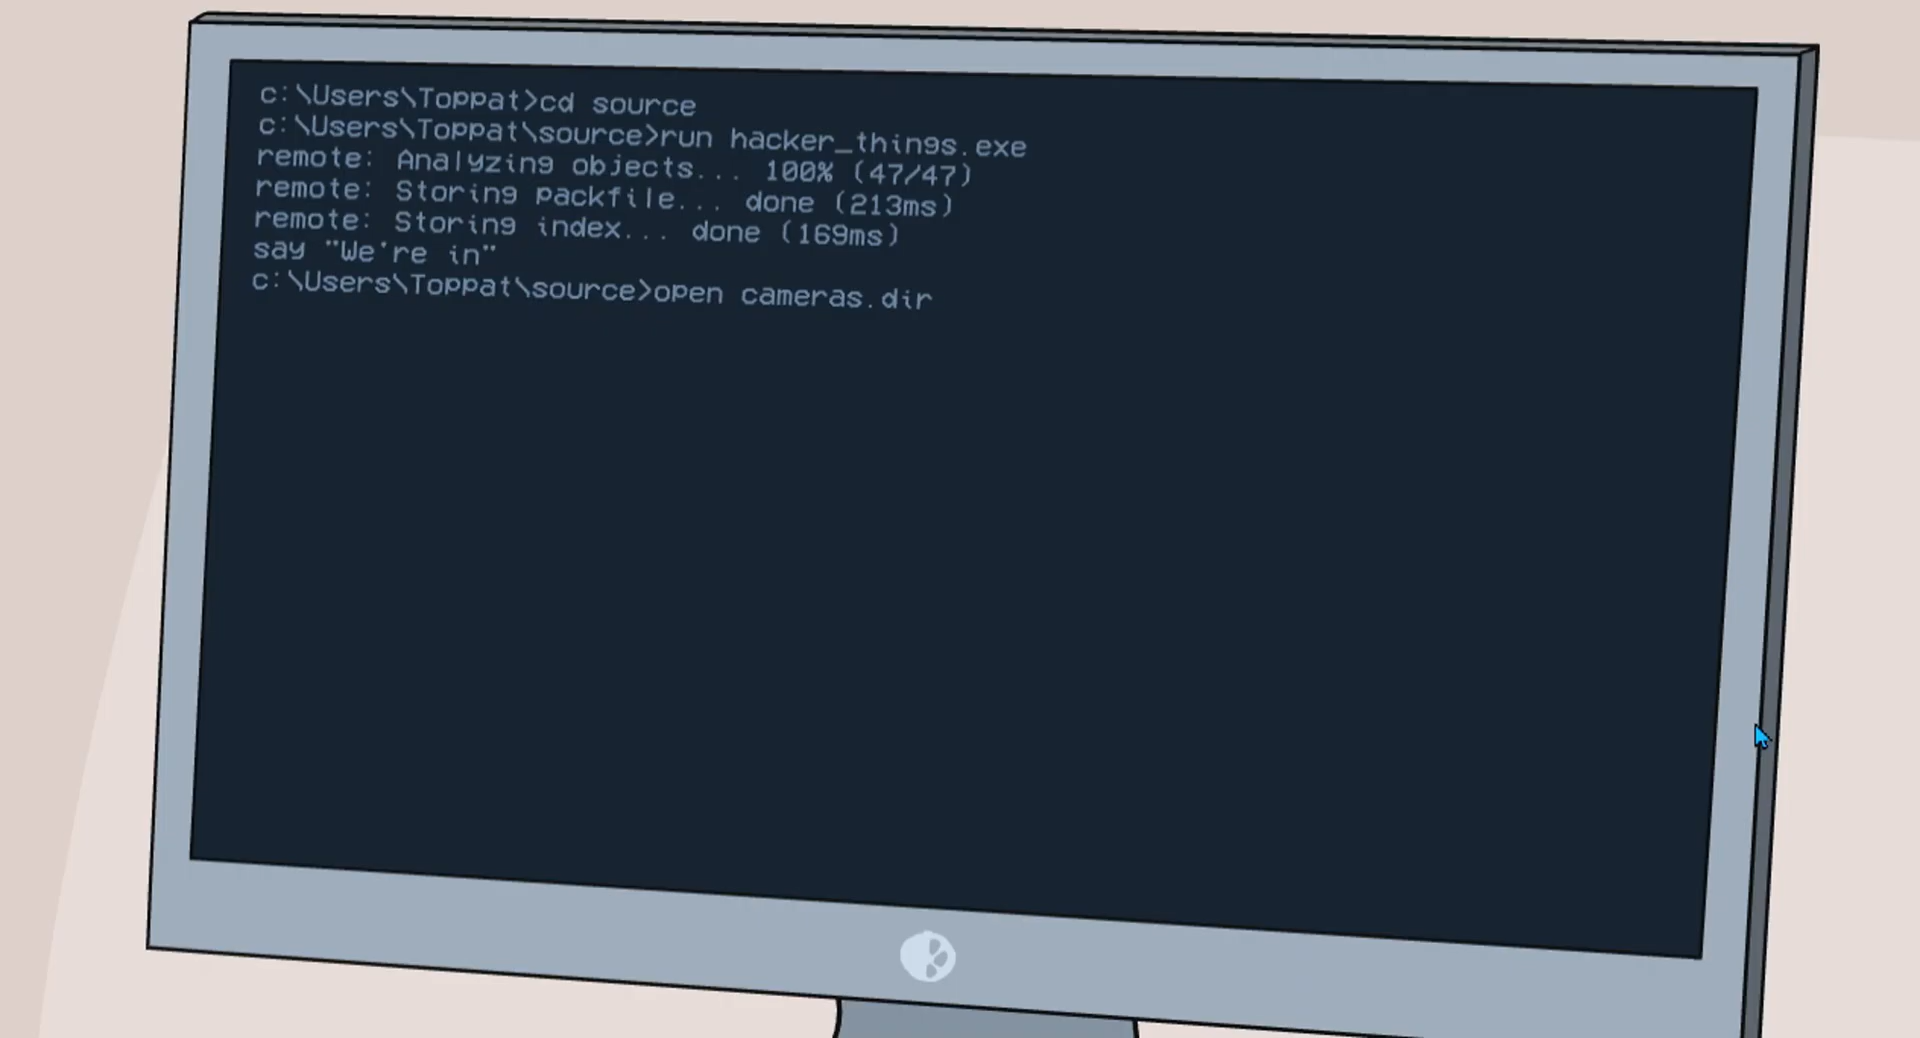 c:\Users\Toppat>cd source
c:\Users\Toppat\source>run hacker_things.exe
remote: Analyzing objects... 100% (47/47)
remote: Storing packfile... done (213ms)
remote: Storing index... done (169ms)
say "We're in"
c:\Users\Toppat\source>open cameras.dir